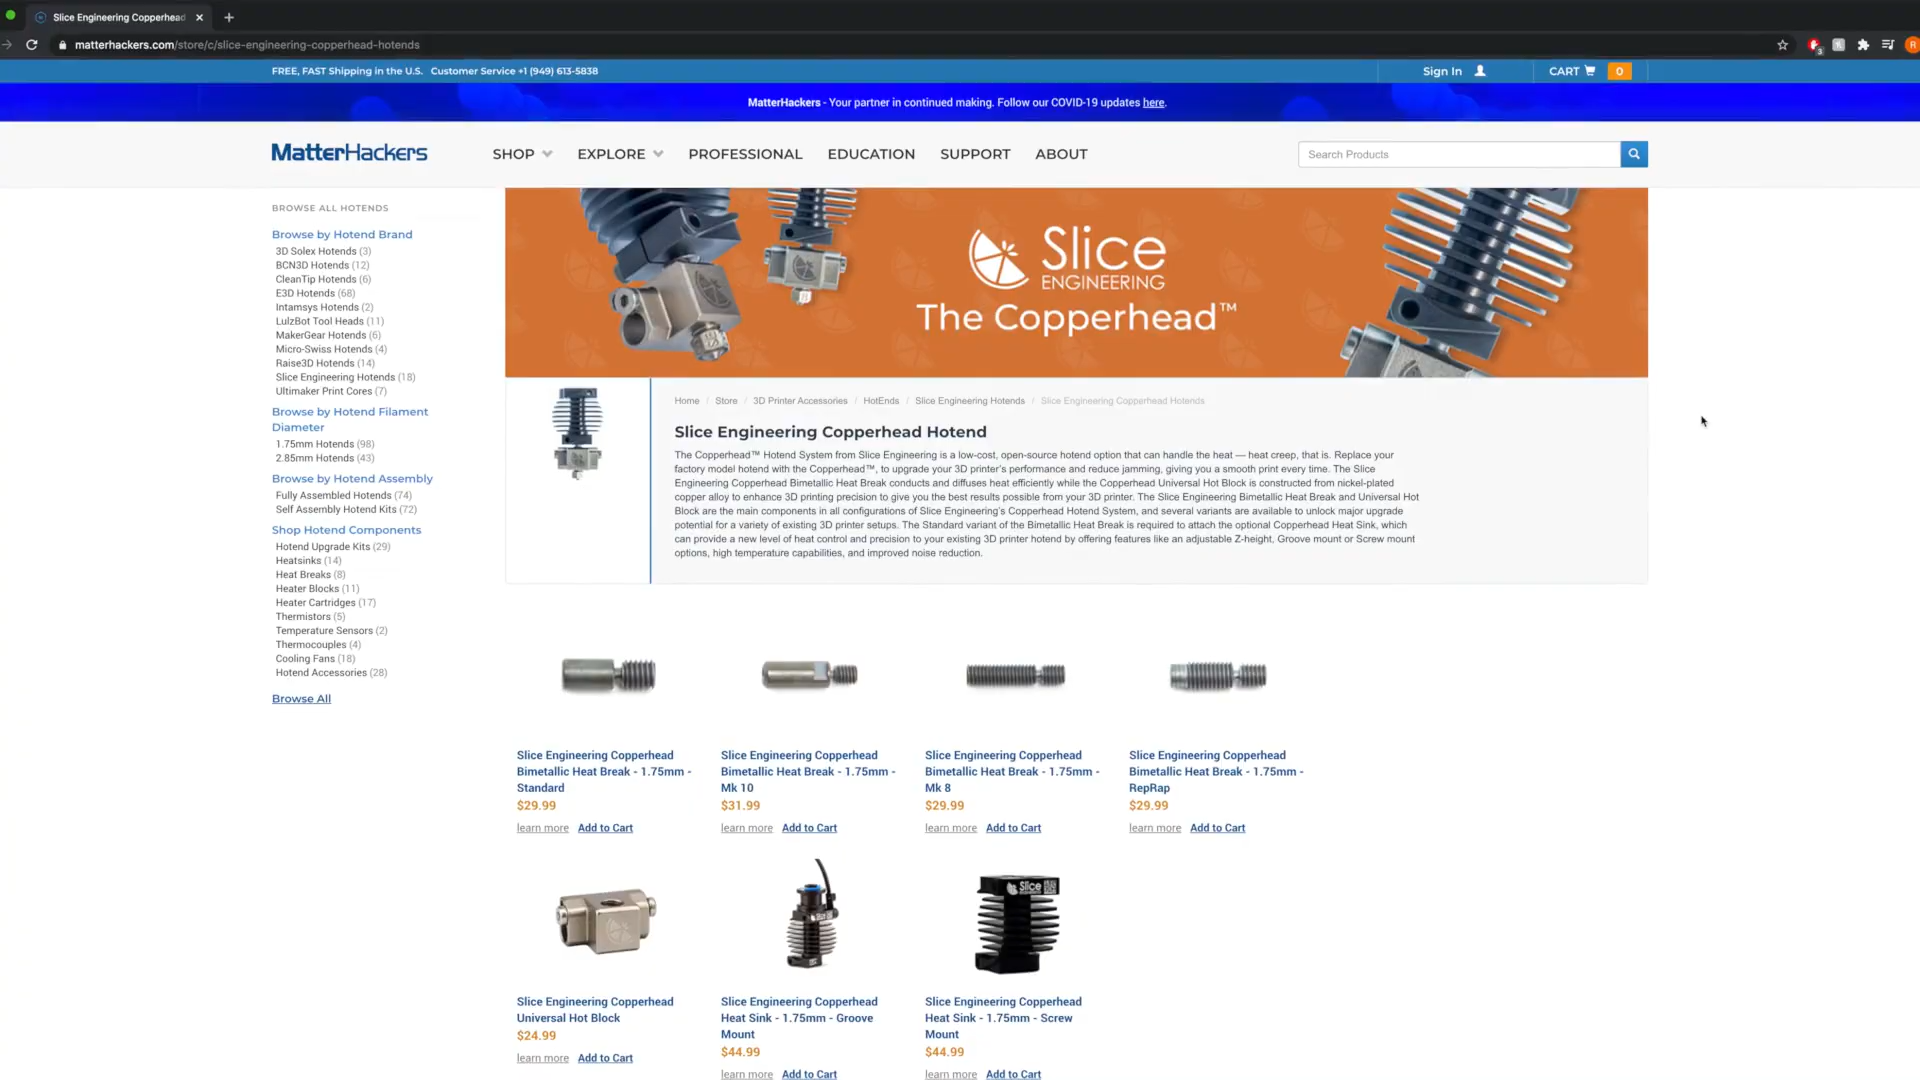 Slice Engineering Copperhead
matterhackers.com/store/c/slice-engineering-copperhead-hotends
3
R
FREE, FAST Shipping in the U.S. Customer Service +1 (949) 613-5838
Sign In
CART 0
MatterHackers - Your partner in continued making. Follow our COVID-19 updates here.
MatterHackers
SHOP
EXPLORE
PROFESSIONAL
EDUCATION
SUPPORT
ABOUT
Search Products
BROWSE ALL HOTENDS
Browse by Hotend Brand
3D Solex Hotends (3)
BCN3D Hotends (12)
CleanTip Hotends (6)
E3D Hotends (68)
Intamsys Hotends (2)
LulzBot Tool Heads (11)
MakerGear Hotends (6)
Micro-Swiss Hotends (4)
Raise3D Hotends (14)
Slice Engineering Hotends (18)
Ultimaker Print Cores (7)
Browse by Hotend Filament
Diameter
1.75mm Hotends (98)
2.85mm Hotends (43)
Browse by Hotend Assembly
Fully Assembled Hotends (74)
Self Assembly Hotend Kits (72)
Shop Hotend Components
Hotend Upgrade Kits (29)
Heatsinks (14)
Heat Breaks (8)
Heater Blocks (11)
Heater Cartridges (17)
Thermistors (5)
Temperature Sensors (2)
Thermocouples (4)
Cooling Fans (18)
Hotend Accessories (28)
Browse All
Slice
ENGINEERING
The Copperhead™
Home / Store / 3D Printer Accessories / HotEnds / Slice Engineering Hotends / Slice Engineering Copperhead Hotends
Slice Engineering Copperhead Hotend
The Copperhead™ Hotend System from Slice Engineering is a low-cost, open-source hotend option that can handle the heat — heat creep, that is. Replace your
factory model hotend with the Copperhead™, to upgrade your 3D printer's performance and reduce jamming, giving you a smooth print every time. The Slice
Engineering Copperhead Bimetallic Heat Break conducts and diffuses heat efficiently while the Copperhead Universal Hot Block is constructed from nickel-plated
copper alloy to enhance 3D printing precision to give you the best results possible from your 3D printer. The Slice Engineering Bimetallic Heat Break and Universal Hot
Block are the main components in all configurations of Slice Engineering's Copperhead Hotend System, and several variants are available to unlock major upgrade
potential for a variety of existing 3D printer setups. The Standard variant of the Bimetallic Heat Break is required to attach the optional Copperhead Heat Sink, which
can provide a new level of heat control and precision to your existing 3D printer hotend by offering features like an adjustable Z-height, Groove mount or Screw mount
options, high temperature capabilities, and improved noise reduction.
Slice Engineering Copperhead
Bimetallic Heat Break - 1.75mm -
Standard
$29.99
learn more Add to Cart
Slice Engineering Copperhead
Bimetallic Heat Break - 1.75mm -
Mk 10
$31.99
learn more Add to Cart
Slice Engineering Copperhead
Bimetallic Heat Break - 1.75mm -
Mk 8
$29.99
learn more Add to Cart
Slice Engineering Copperhead
Bimetallic Heat Break - 1.75mm -
RepRap
$29.99
learn more Add to Cart
Slice Engineering Copperhead
Universal Hot Block
$24.99
learn more Add to Cart
Slice Engineering Copperhead
Heat Sink - 1.75mm - Groove
Mount
$44.99
learn more Add to Cart
Slice
Slice Engineering Copperhead
Heat Sink - 1.75mm - Screw
Mount
$44.99
learn more Add to Cart